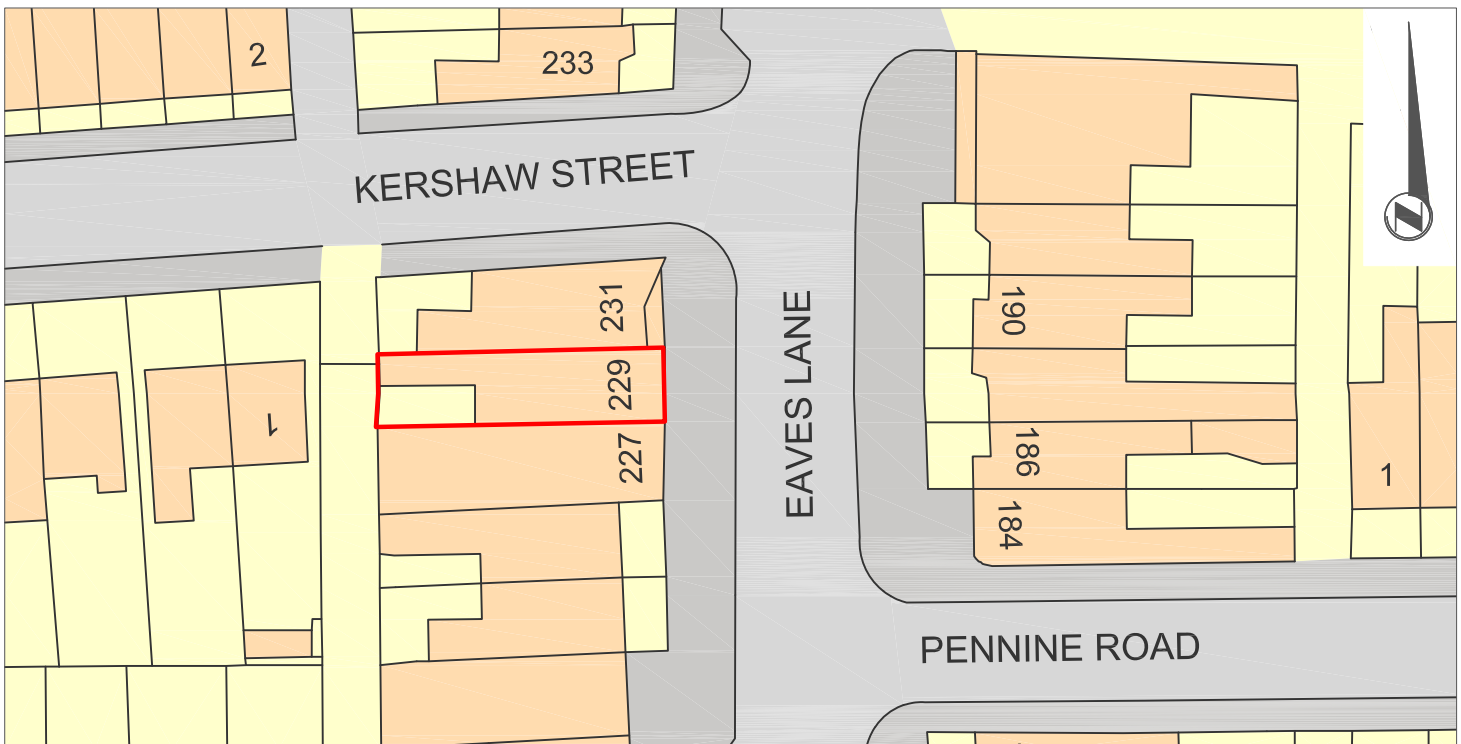 2
233
KERSHAW STREET
N
231
190
EAVES LANE
229
1
227
186
1
184
PENNINE ROAD